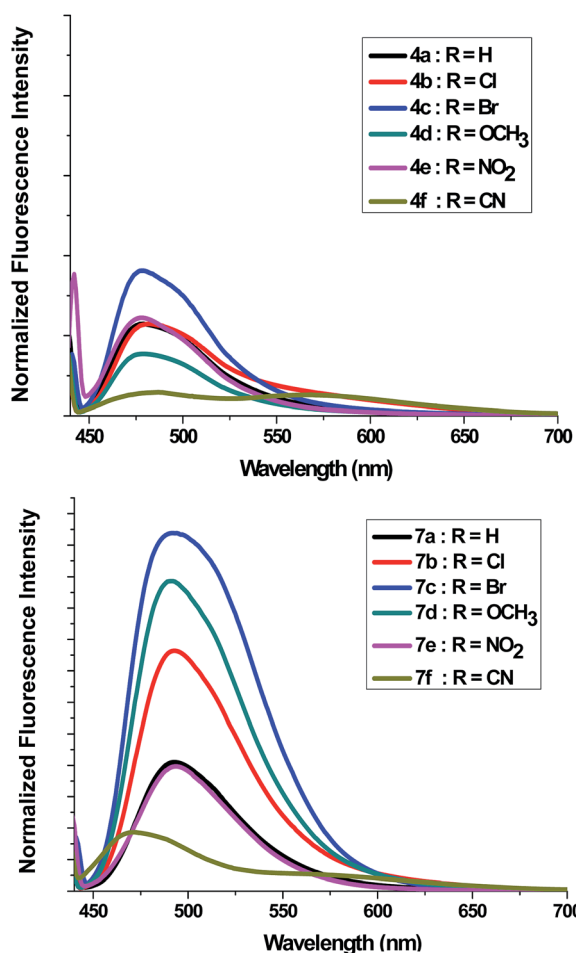 4a : R = H
4b : R = Cl
4c : R = Br
4d : R = OCH3
4e : R = NO2
4f : R = CN
Normalized Fluorescence Intensity
450 500 550 600 650 700
Wavelength (nm)
7a : R = H
7b : R = Cl
7c : R = Br
7d : R = OCH3
7e : R = NO2
7f : R = CN
Normalized Fluorescence Intensity
450 500 550 600 650 700
Wavelength (nm)